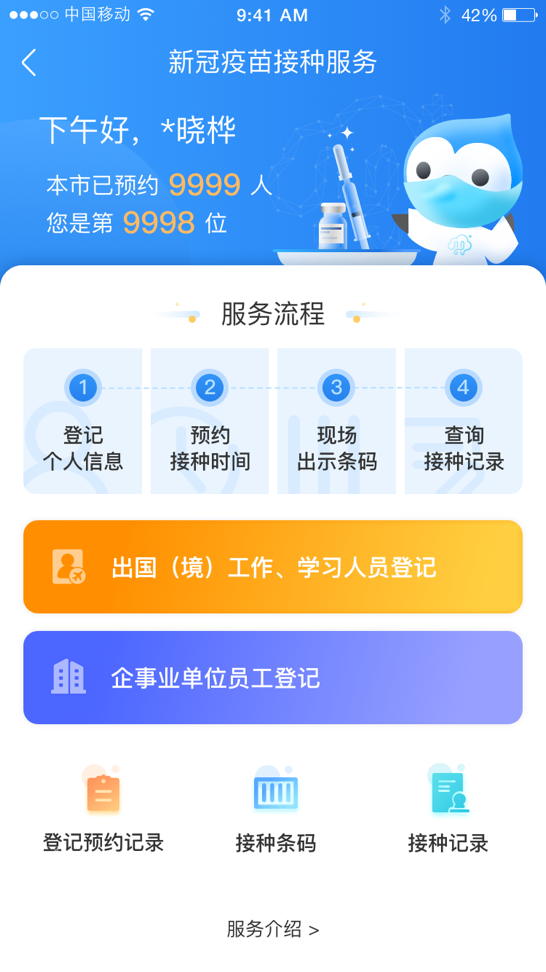 中国移动 9:41 AM 42%
新冠疫苗接种服务
下午好，*晓桦
本市已预约 9999 人
您是第 9998 位
服务流程
1 2 3 4
登记 预约 现场 查询
个人信息 接种时间 出示条码 接种记录
出国（境）工作、学习人员登记
企事业单位员工登记
登记预约记录 接种条码 接种记录
服务介绍 >